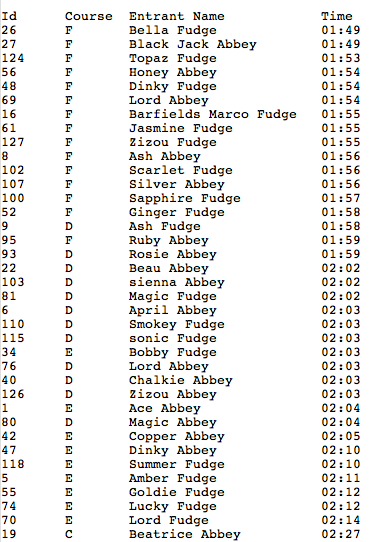 Id Course Entrant Name Time
26 F Bella Fudge 01:49
27 F Black Jack Abbey 01:49
124 F Topaz Fudge 01:53
56 F Honey Abbey 01:54
48 F Dinky Fudge 01:54
69 F Lord Abbey 01:54
16 F Barfields Marco Fudge 01:55
61 F Jasmine Fudge 01:55
127 F Zizou Fudge 01:55
8 F Ash Abbey 01:56
102 F Scarlet Fudge 01:56
107 F Silver Abbey 01:56
100 F Sapphire Fudge 01:57
52 F Ginger Fudge 01:58
9 D Ash Fudge 01:58
95 F Ruby Abbey 01:59
93 D Rosie Abbey 01:59
22 D Beau Abbey 02:02
103 D sienna Abbey 02:02
81 D Magic Fudge 02:02
6 D April Abbey 02:03
110 D Smokey Fudge 02:03
115 D sonic Fudge 02:03
34 E Bobby Fudge 02:03
76 D Lord Abbey 02:03
40 D Chalkie Abbey 02:03
126 D Zizou Abbey 02:03
1 E Ace Abbey 02:04
80 D Magic Abbey 02:04
42 E Copper Abbey 02:05
47 E Dinky Abbey 02:10
118 E Summer Fudge 02:10
5 E Amber Fudge 02:11
55 E Goldie Fudge 02:12
74 E Lucky Fudge 02:12
70 E Lord Fudge 02:14
19 C Beatrice Abbey 02:27